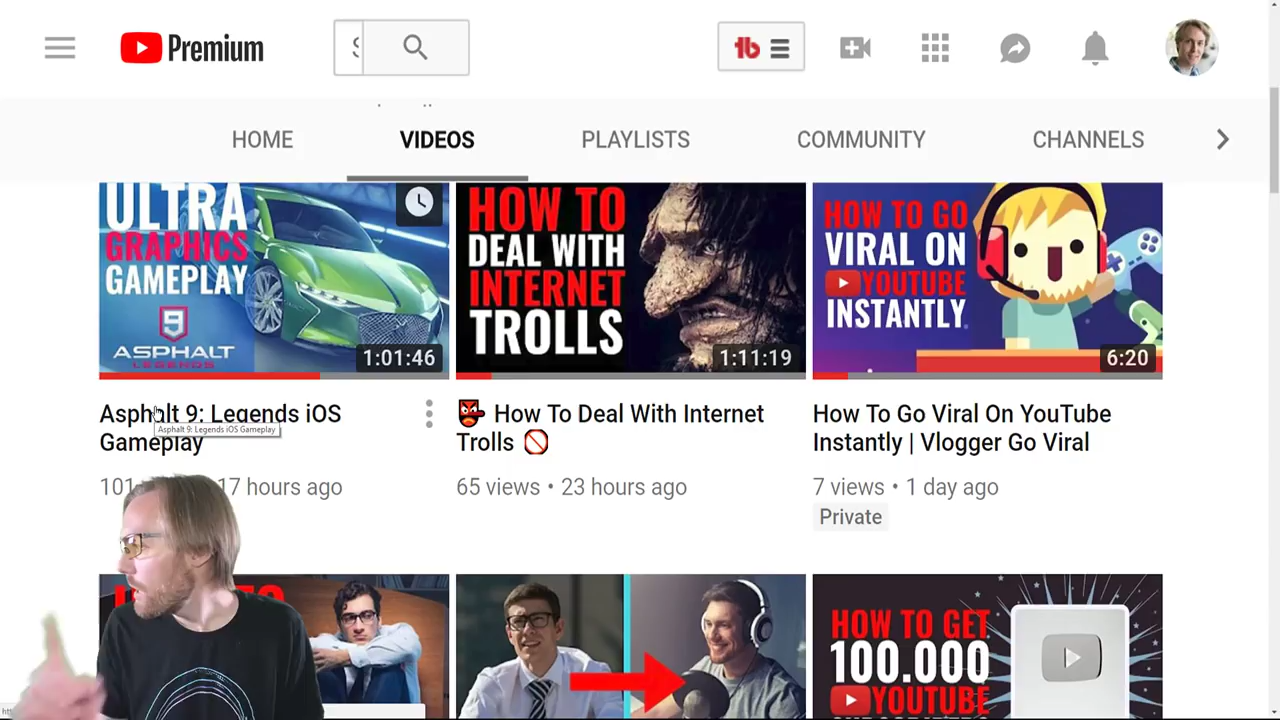 Premium
HOME
VIDEOS
PLAYLISTS
COMMUNITY
CHANNELS
ULTRA
GRAPHICS
GAMEPLAY
9
ASPHALT
LEGENDS
1:01:46
HOW TO
DEAL WITH
INTERNET
TROLLS
1:11:19
HOW TO GO
VIRAL ON
YOUTUBE
INSTANTLY
6:20
Asphalt 9: Legends iOS
Gameplay
Asphalt 9: Legends iOS Gameplay
👺 How To Deal With Internet
Trolls 🚫
How To Go Viral On YouTube
Instantly | Vlogger Go Viral
17 hours ago
65 views • 23 hours ago
7 views • 1 day ago
Private
HOW TO GET
100.000
YOUTUBE